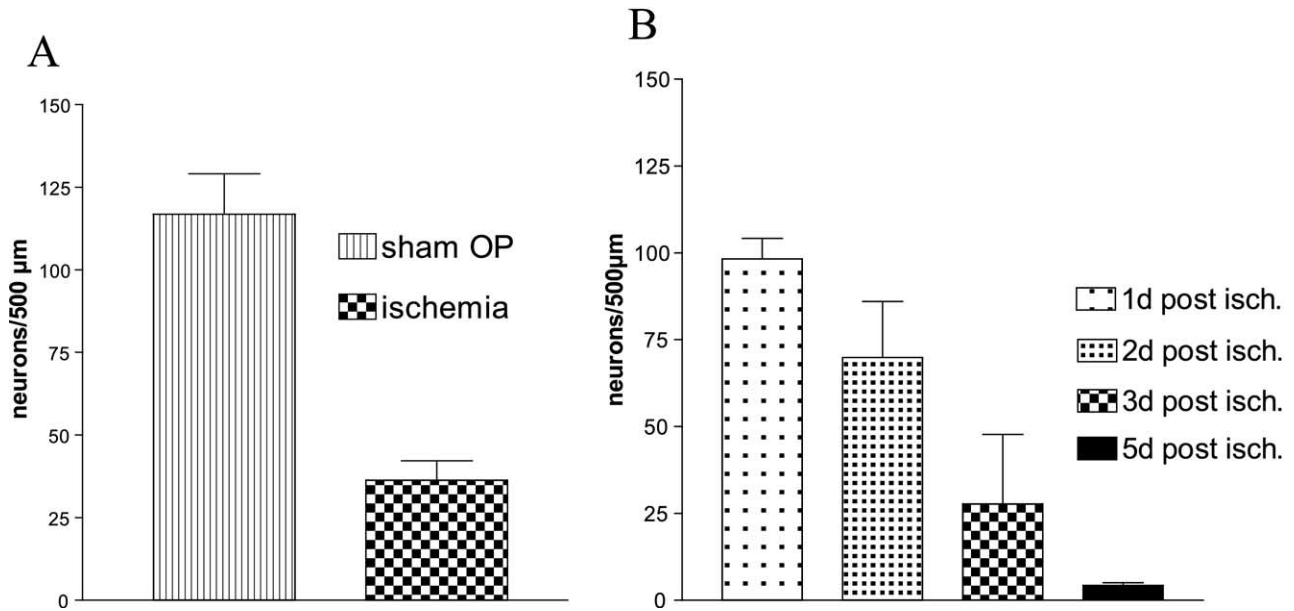 A
150
125
100
75
50
25
0
neurons/500 µm
sham OP
ischemia
B
150
125
100
75
50
25
0
neurons/500µm
1d post isch.
2d post isch.
3d post isch.
5d post isch.